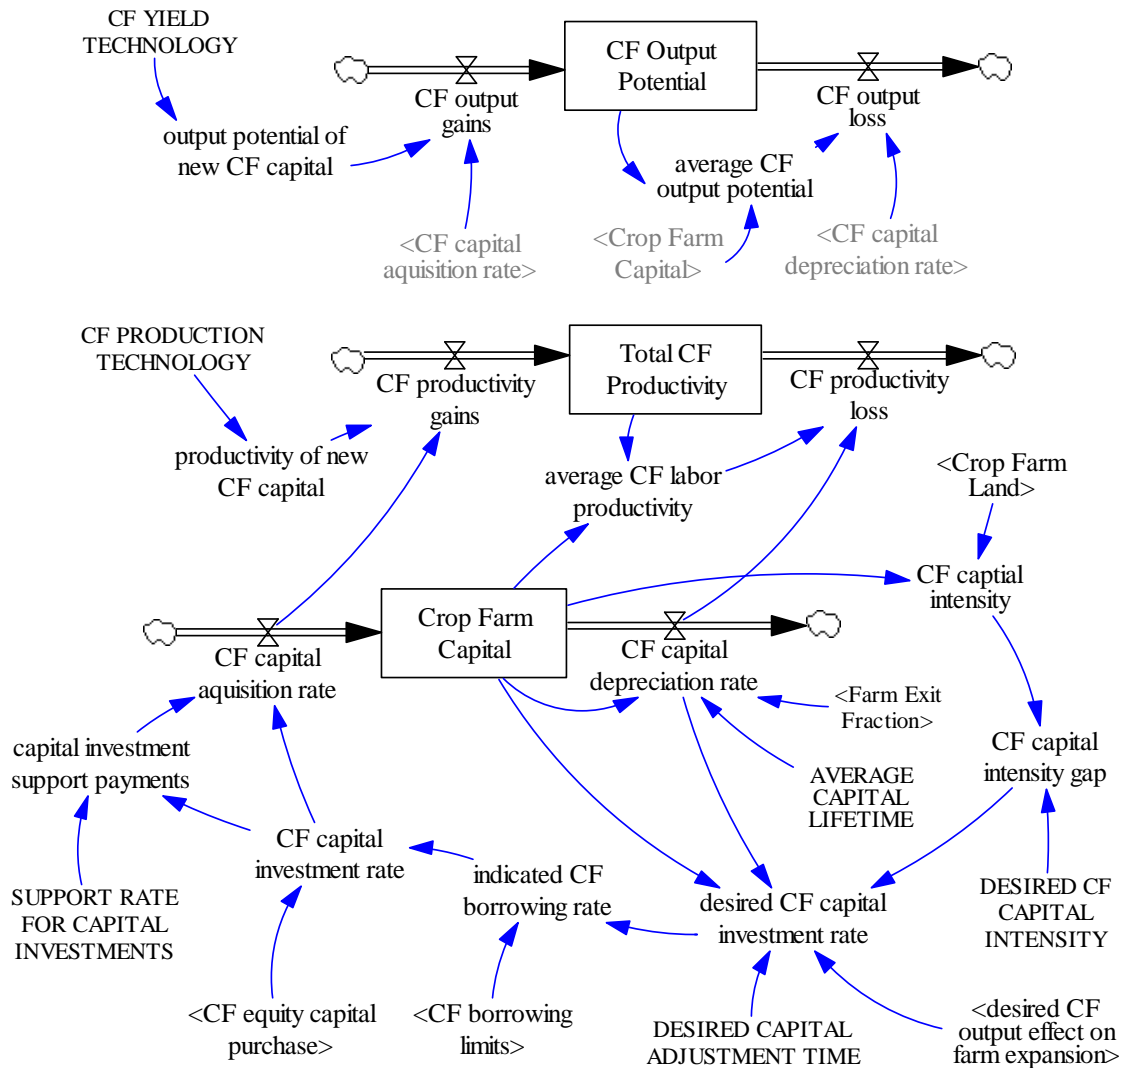 CF YIELD
TECHNOLOGY
CF Output
Potential
CF output
gains
CF output
loss
output potential of
new CF capital
average CF
output potential
<CF capital
aquisition rate>
<Crop Farm
Capital>
<CF capital
depreciation rate>
CF PRODUCTION
TECHNOLOGY
Total CF
Productivity
CF productivity
gains
CF productivity
loss
productivity of new
CF capital
average CF labor
productivity
<Crop Farm
Land>
CF captial
intensity
Crop Farm
Capital
CF capital
aquisition rate
CF capital
depreciation rate
<Farm Exit
Fraction>
capital investment
support payments
CF capital
intensity gap
AVERAGE
CAPITAL
LIFETIME
CF capital
investment rate
indicated CF
borrowing rate
desired CF capital
investment rate
SUPPORT RATE
FOR CAPITAL
INVESTMENTS
DESIRED CF
CAPITAL
INTENSITY
<CF equity capital
purchase>
<CF borrowing
limits>
DESIRED CAPITAL
ADJUSTMENT TIME
<desired CF
output effect on
farm expansion>